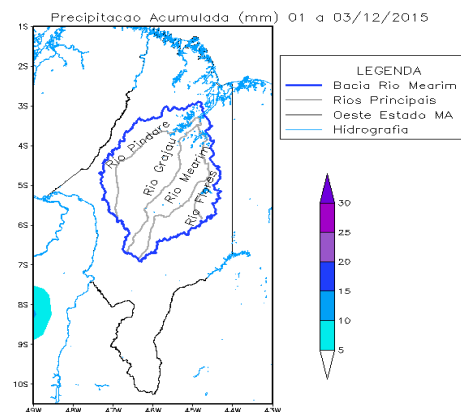 Precipitacao Acumulada (mm) 01 a 03/12/2015
1S
2S
3S
4S
5S
6S
7S
8S
9S
10S
49W
48W
47W
46W
45W
44W
43W
Rio Pindare
Rio Grajau
Rio Mearim
Rio Flores
LEGENDA
Bacia Rio Mearim
Rios Principais
Oeste Estado MA
Hidrografia
30
25
20
15
10
5